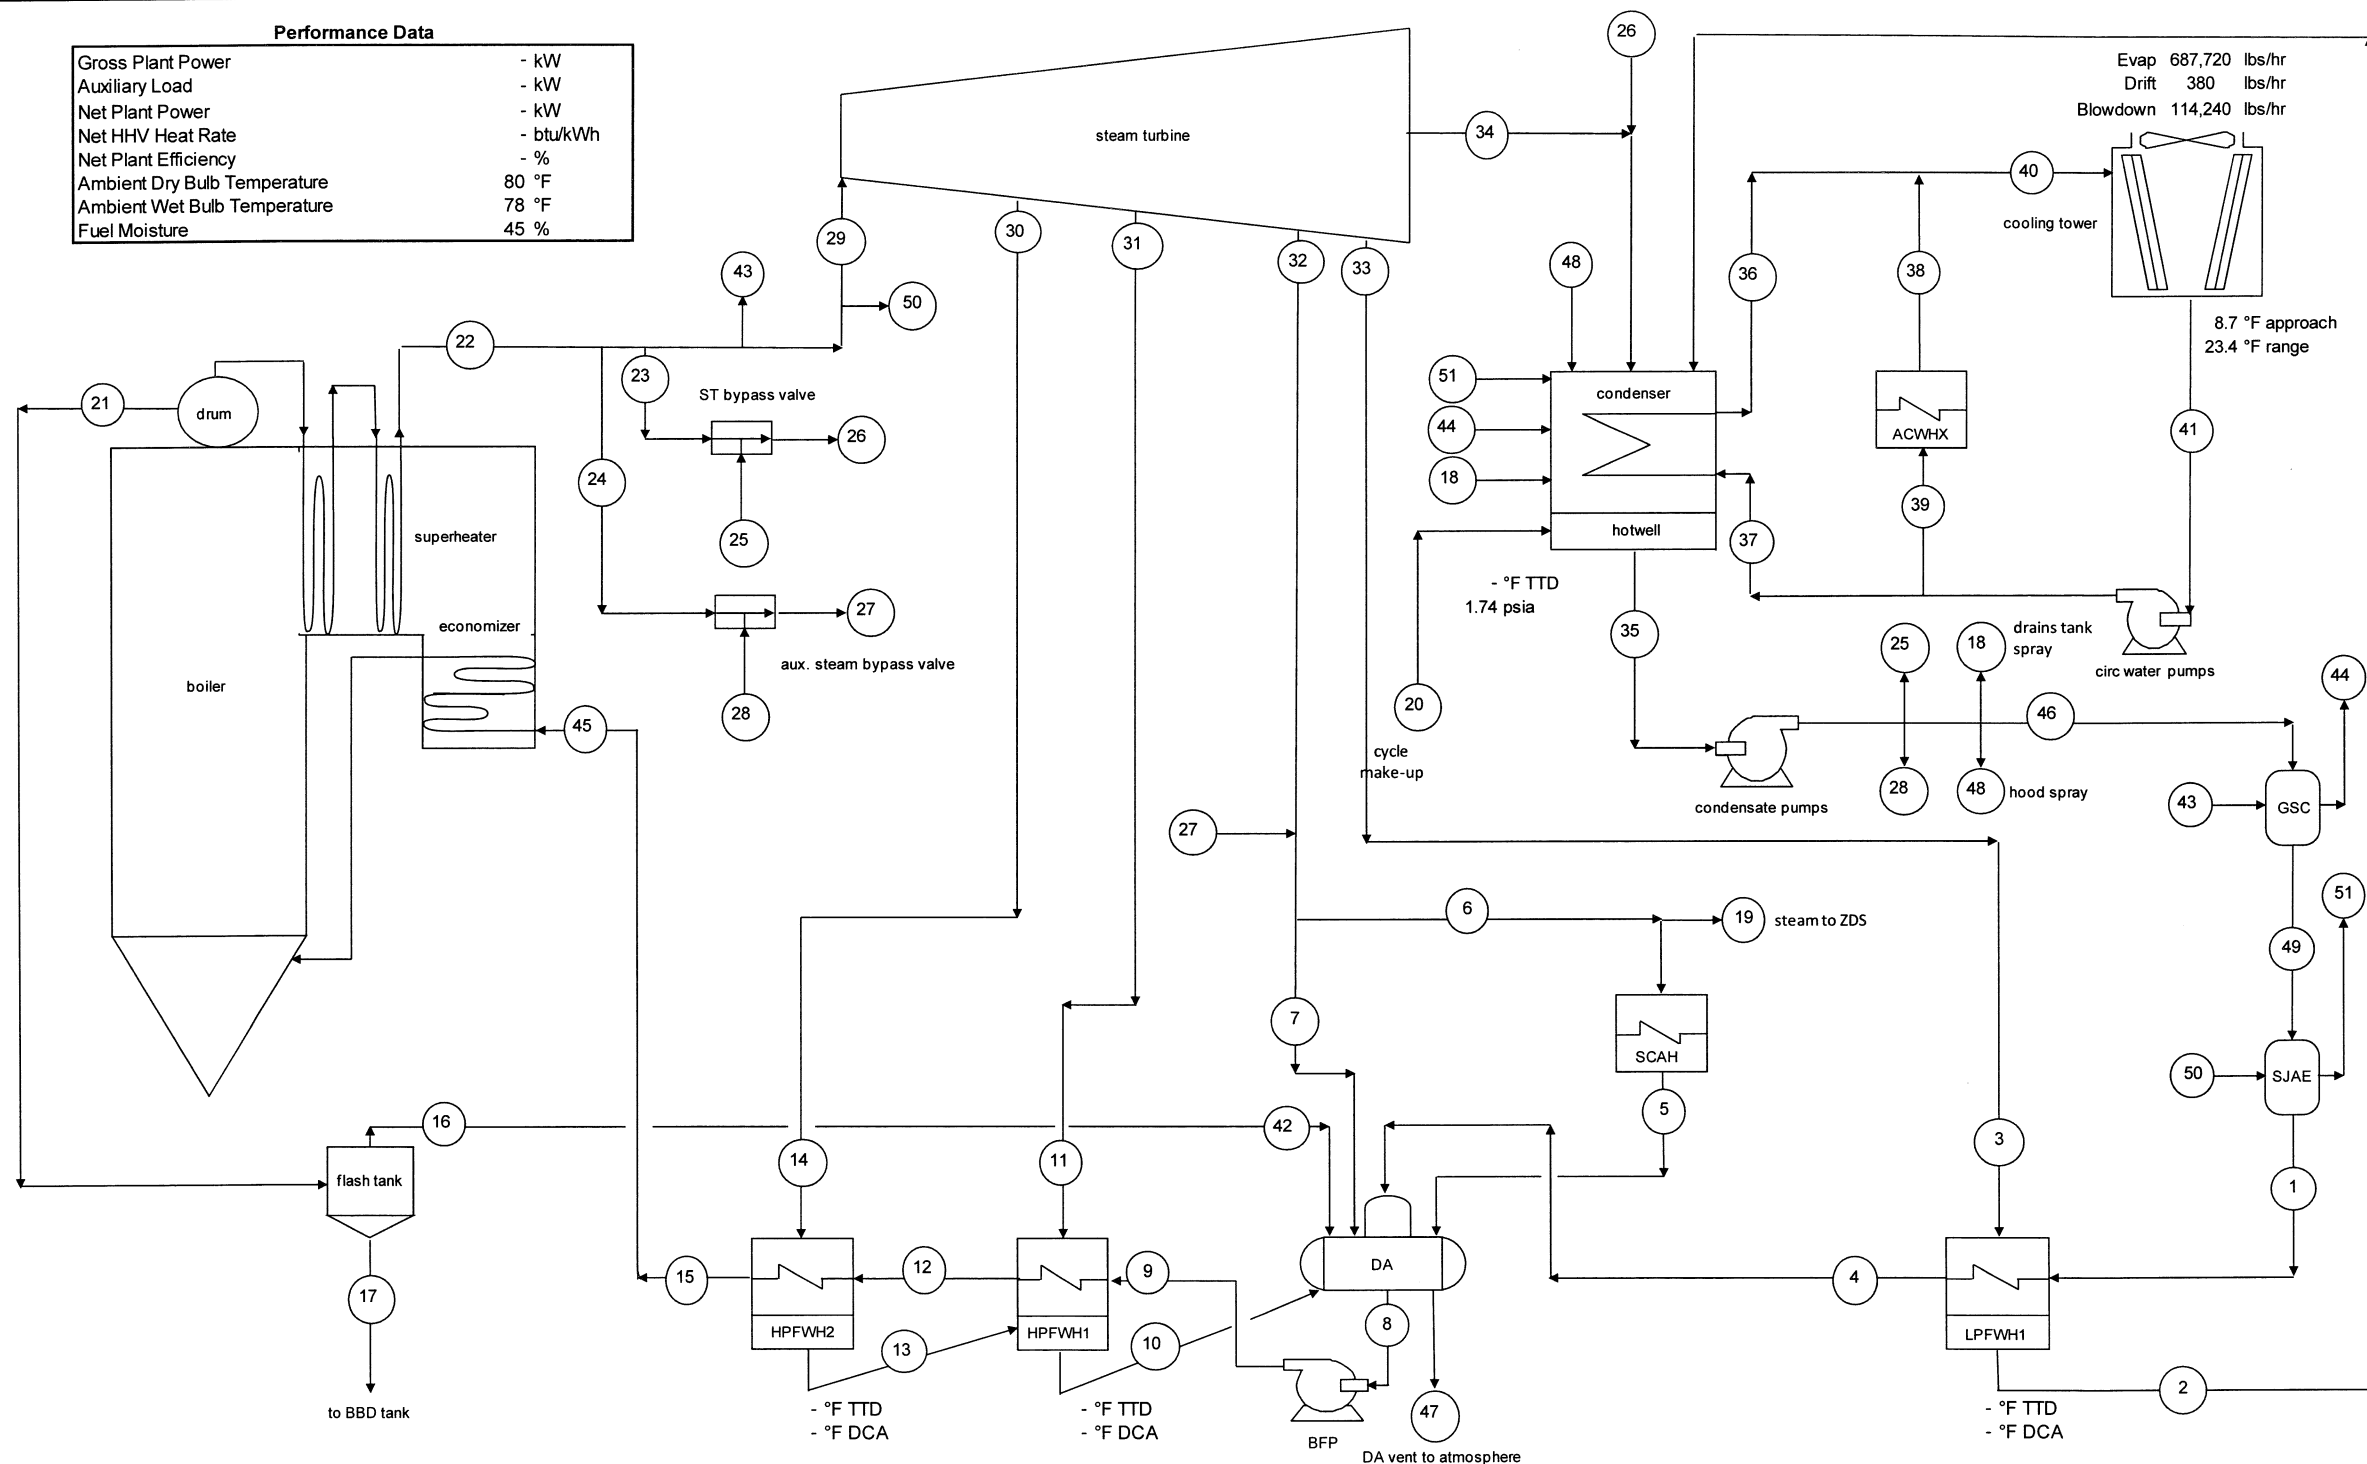 Performance Data
Gross Plant Power - kW
Auxiliary Load - kW
Net Plant Power - kW
Net HHV Heat Rate - btu/kWh
Net Plant Efficiency - %
Ambient Dry Bulb Temperature 80 °F
Ambient Wet Bulb Temperature 78 °F
Fuel Moisture 45 %
26
Evap 687,720 lbs/hr
Drift 380 lbs/hr
Blowdown 114,240 lbs/hr
steam turbine
34
40
cooling tower
29
30
31
32
33
48
36
38
43
50
8.7 °F approach
23.4 °F range
22
23
ST bypass valve
51
condenser
21
drum
44
ACWHX
41
26
24
18
39
25
superheater
hotwell
37
- °F TTD
1.74 psia
27
economizer
35
25
18
drains tank
spray
circ water pumps
aux. steam bypass valve
boiler
28
20
44
45
46
cycle
make-up
condensate pumps
28
48
hood spray
43
GSC
27
51
6
19
steam to ZDS
49
7
SCAH
50
SJAE
5
16
42
3
14
11
flash tank
1
DA
15
12
9
4
17
8
HPFWH2
HPFWH1
LPFWH1
13
10
2
to BBD tank
- °F TTD
- °F DCA
- °F TTD
- °F DCA
47
- °F TTD
- °F DCA
BFP
DA vent to atmosphere